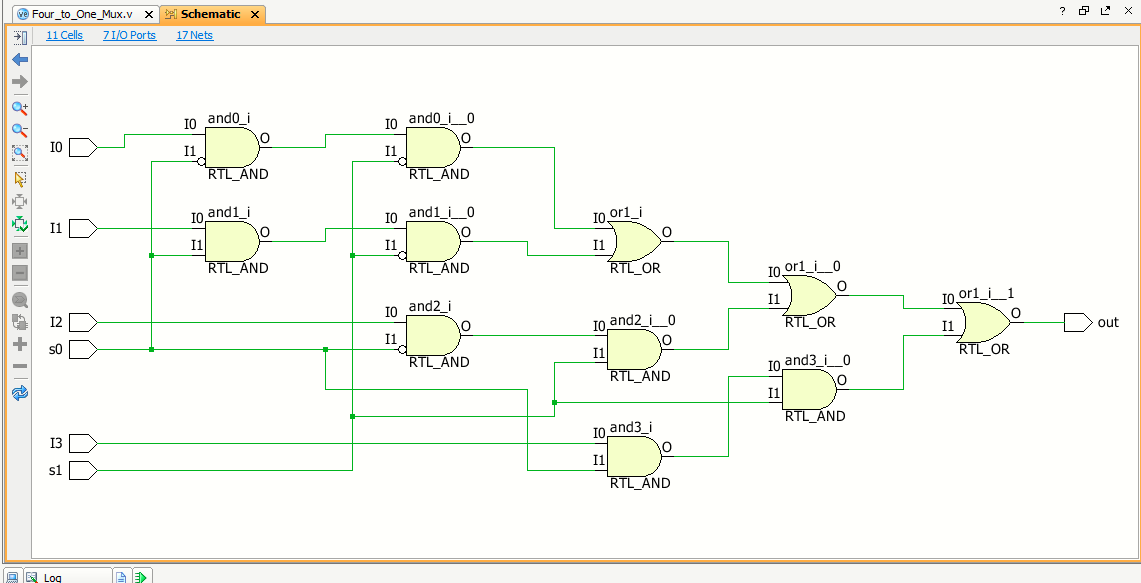 Four_to_One_Mux.v × Schematic ×
?
11 Cells 7 I/O Ports 17 Nets
and0_i and0_i__0
I0 O I0 O
I0
I1 I1
RTL_AND RTL_AND
and1_i and1_i__0 or1_i
I0 O I0 O I0 O
I1
I1 I1 I1
RTL_AND RTL_AND RTL_OR
or1_i__0
I0 O
and2_i or1_i__1
I0 O I1 I0 O
I2 and2_i__0 RTL_OR out
I0 O I1
s0 I1 I1 RTL_OR
RTL_AND and3_i__0
RTL_AND I0 O
I1
RTL_AND
and3_i
I3 I0 O
s1 I1
RTL_AND
Log